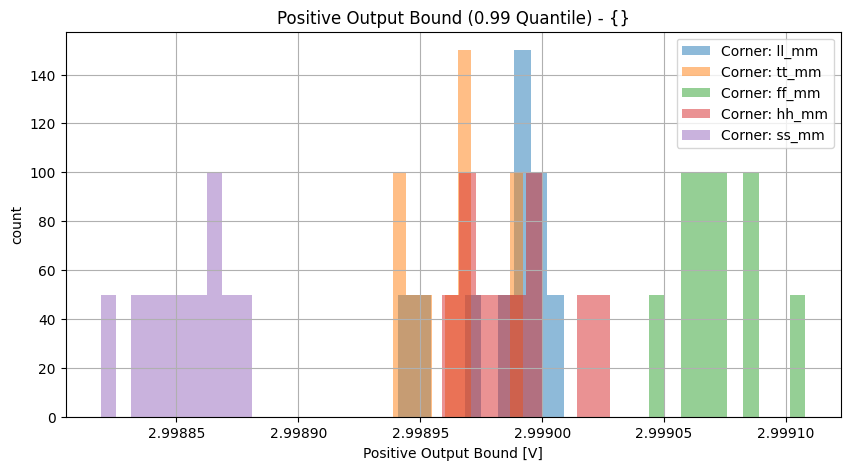 Positive Output Bound (0.99 Quantile) - {}
Corner: ll_mm
Corner: tt_mm
Corner: ff_mm
Corner: hh_mm
Corner: ss_mm
140
120
100
80
60
40
20
0
count
2.99885
2.99890
2.99895
2.99900
2.99905
2.99910
Positive Output Bound [V]